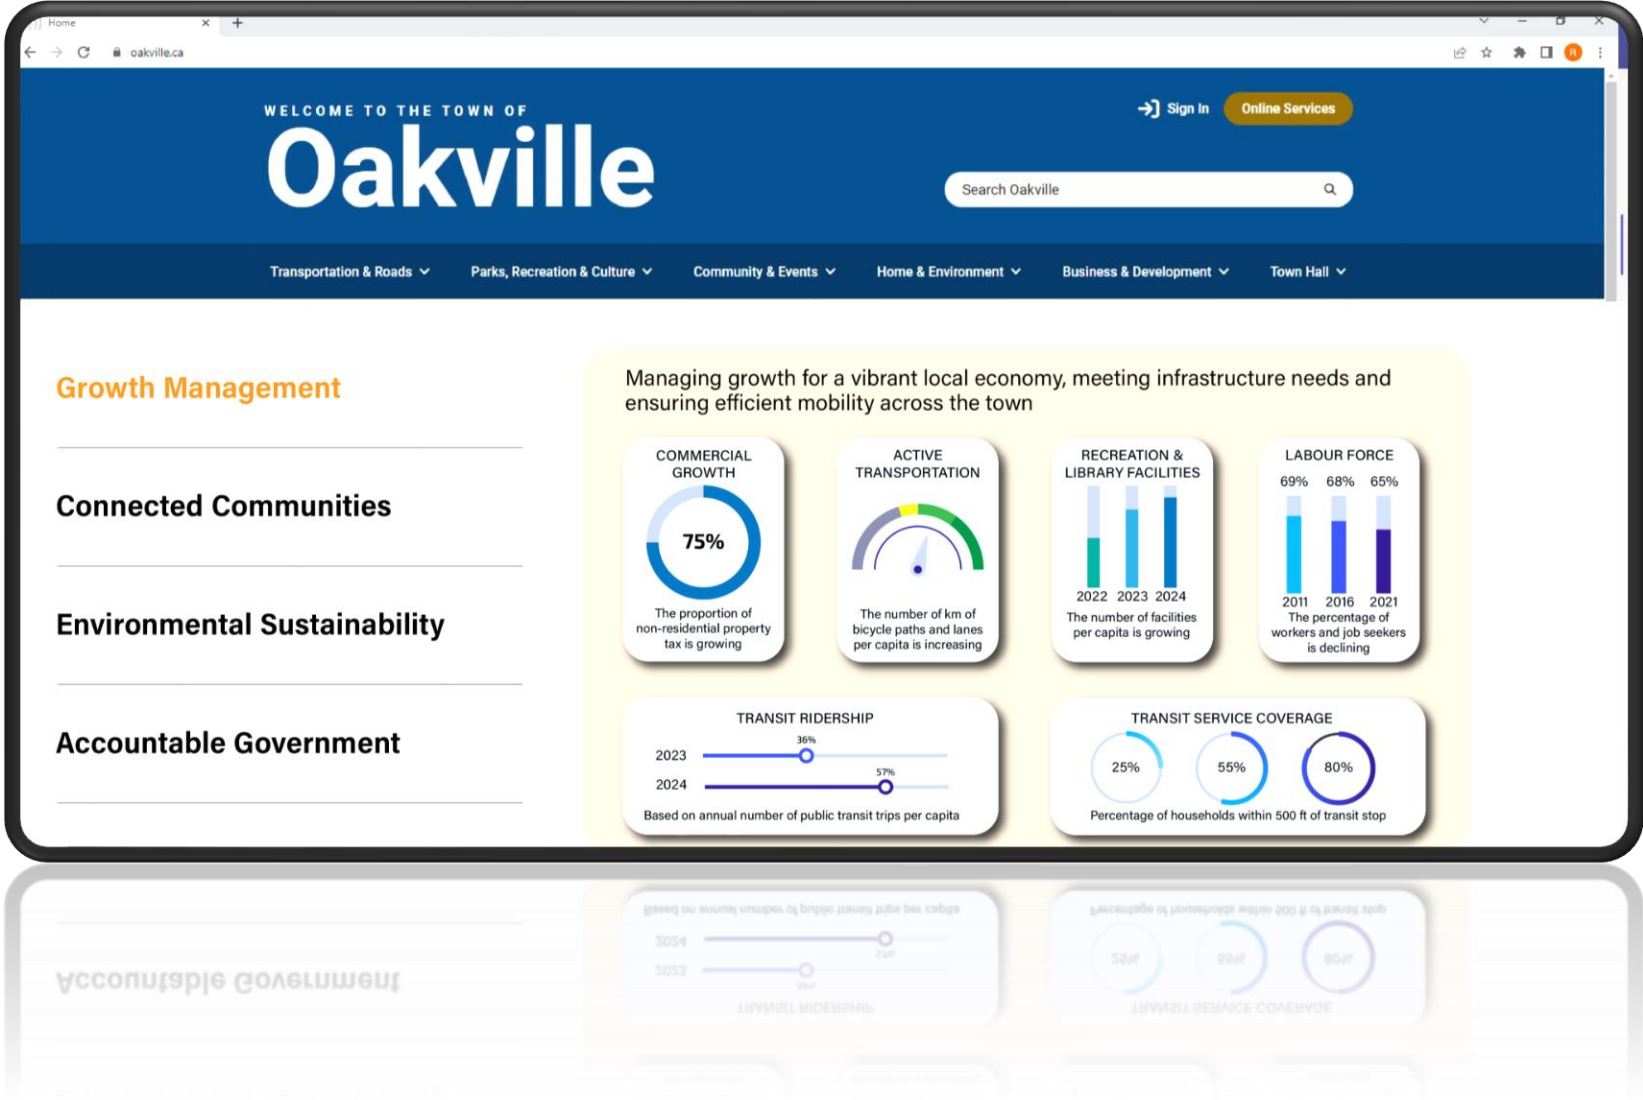 Home
oakville.ca
R
WELCOME TO THE TOWN OF
Oakville
Sign In
Online Services
Search Oakville
Transportation & Roads
Parks, Recreation & Culture
Community & Events
Home & Environment
Business & Development
Town Hall
Growth Management
Connected Communities
Environmental Sustainability
Accountable Government
Managing growth for a vibrant local economy, meeting infrastructure needs and
ensuring efficient mobility across the town
COMMERCIAL
GROWTH
75%
The proportion of
non-residential property
tax is growing
ACTIVE
TRANSPORTATION
The number of km of
bicycle paths and lanes
per capita is increasing
RECREATION &
LIBRARY FACILITIES
2022 2023 2024
The number of facilities
per capita is growing
LABOUR FORCE
69% 68% 65%
2011 2016 2021
The percentage of
workers and job seekers
is declining
TRANSIT RIDERSHIP
36%
2023
57%
2024
Based on annual number of public transit trips per capita
TRANSIT SERVICE COVERAGE
25% 55% 80%
Percentage of households within 500 ft of transit stop